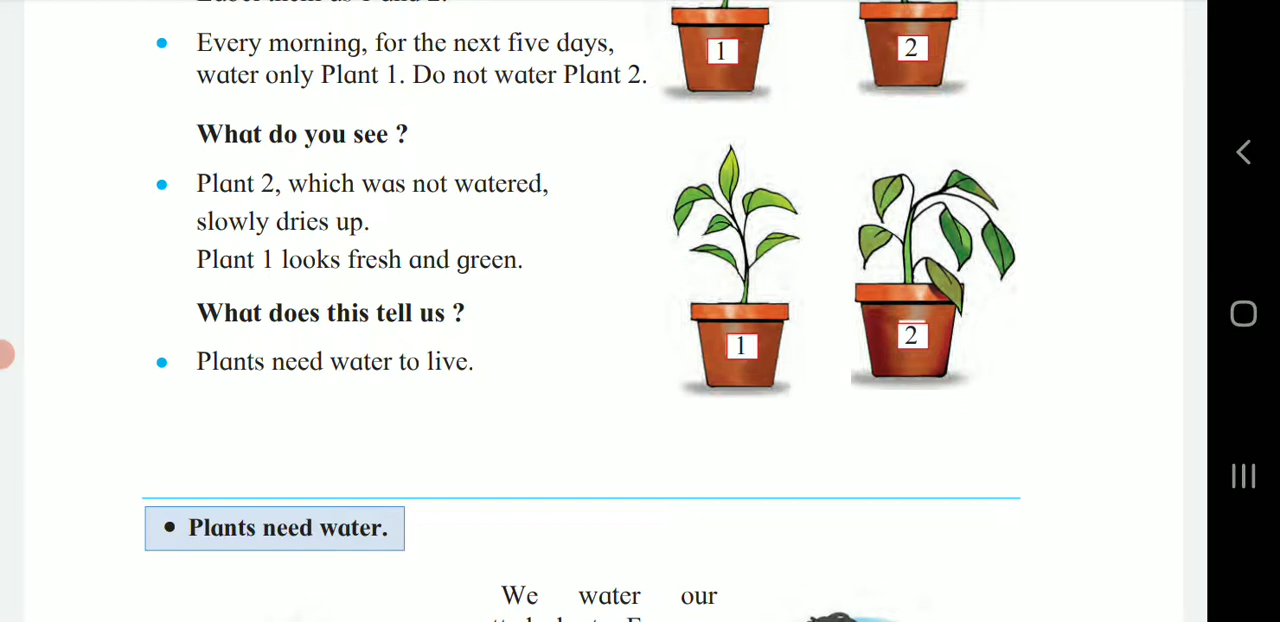 Every morning, for the next five days,
water only Plant 1. Do not water Plant 2.
1
2
What do you see ?
Plant 2, which was not watered,
slowly dries up.
Plant 1 looks fresh and green.
What does this tell us ?
Plants need water to live.
1
2
• Plants need water.
We water our